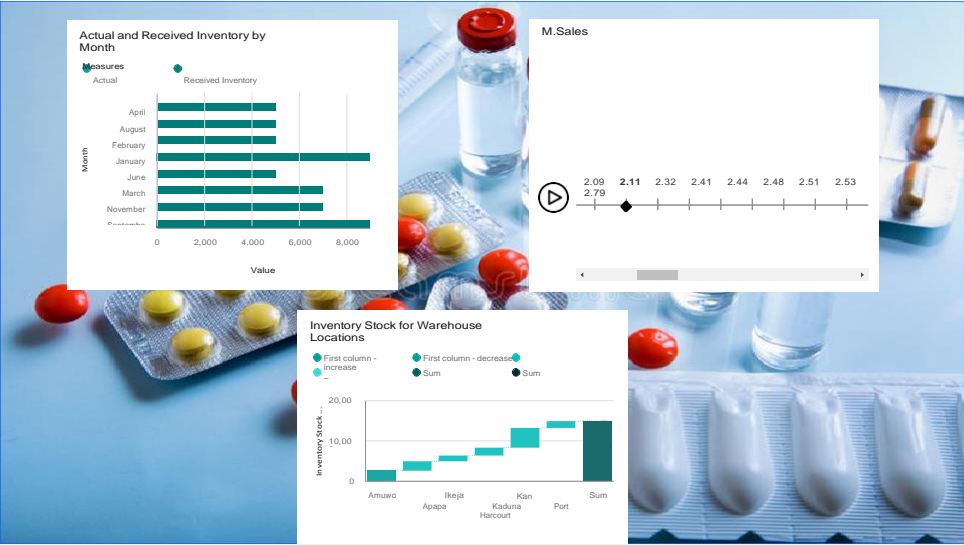 Actual and Received Inventory by
Month
Measures
Actual
Received Inventory
Month
April
August
February
January
June
March
November
0
2,000
4,000
6,000
8,000
Value
M.Sales
2.09 2.11 2.32 2.41 2.44 2.48 2.51 2.53
2.79
Inventory Stock for Warehouse
Locations
First column -
increase
First column - decrease
Sum
Sum
Inventory Stock ...
20,00
10,00
0
Amuwo
Apapa
Ikeja
Kaduna
Harcourt
Kan
Port
Sum